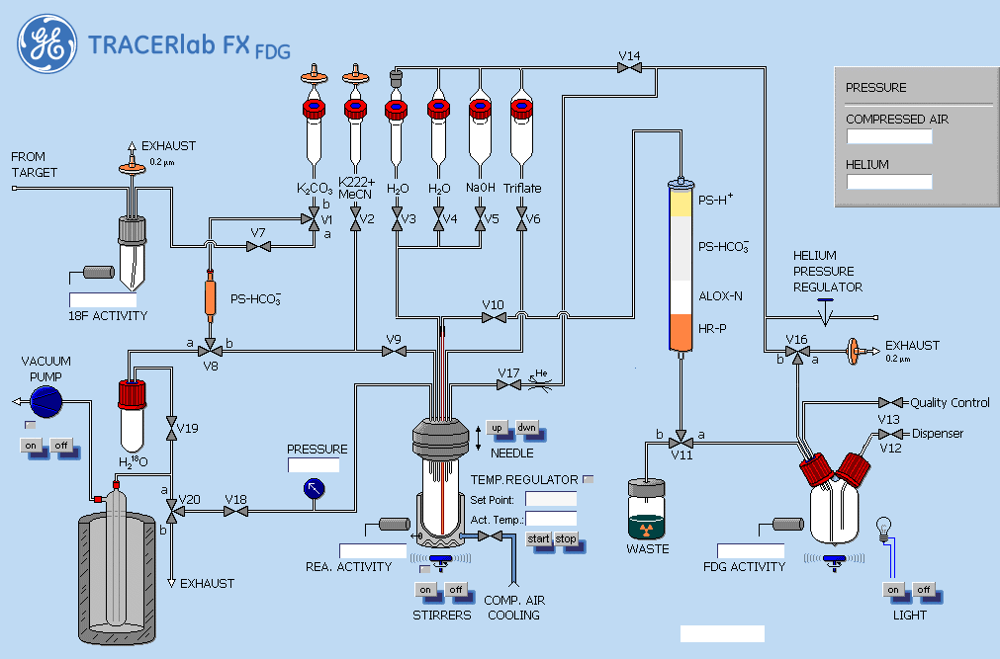 TRACERlab FX FDG
V14
PRESSURE
COMPRESSED AIR
HELIUM
FROM
TARGET
EXHAUST
0.2 µm
K₂CO₃
K222+
MeCN
H₂O
H₂O
NaOH
Triflate
b
V1
a
V2
V3
V4
V5
V6
V7
PS-H⁺
PS-HCO₃⁻
ALOX-N
HR-P
HELIUM
PRESSURE
REGULATOR
18F ACTIVITY
PS-HCO₃⁻
V10
a
b
V8
V9
V16
b
a
EXHAUST
0.2 µm
VACUUM
PUMP
on
off
V17
He
H₂¹⁸O
V19
up
dwn
NEEDLE
Quality Control
V13
Dispenser
V12
b
a
V11
PRESSURE
TEMP.REGULATOR
Set Point:
Act. Temp.:
start
stop
a
V20
b
V18
WASTE
REA. ACTIVITY
FDG ACTIVITY
EXHAUST
on
off
STIRRERS
COMP. AIR
COOLING
on
off
LIGHT